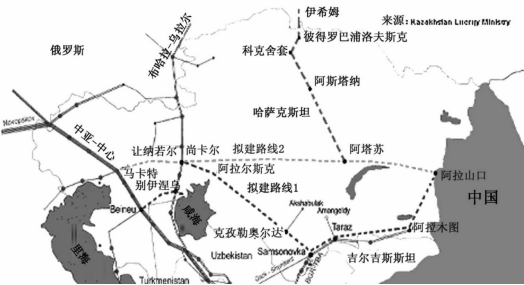 伊希姆
来源：Kazakhstan Energy Ministry
彼得罗巴浦洛夫斯克
俄罗斯
布哈拉-乌拉尔
科克舍套
阿斯塔纳
哈萨克斯坦
中亚-中心
让纳若尔
尚卡尔
拟建路线2
阿塔苏
马卡特
阿拉尔斯克
阿拉山口
别伊涅乌
拟建路线1
中国
Beineu
咸海
Akshabulak
Amangeldy
里海
克孜勒奥尔达
Taraz
阿拉木图
Uzbekistan
Samsonovka
吉尔吉斯斯坦
Turkmenistan